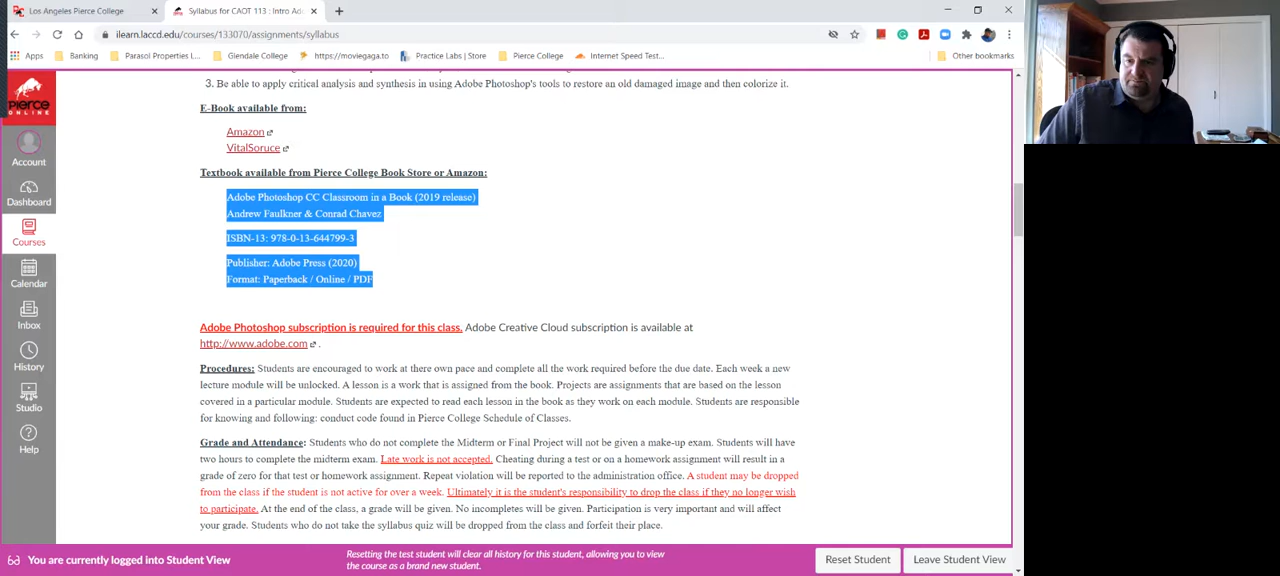 Los Angeles Pierce College
Syllabus for CAOT 113 : Intro Ado
ilearn.laccd.edu/courses/133070/assignments/syllabus
Apps Banking Parasol Properties L... Glendale College https://moviegaga.to Practice Labs | Store Pierce College Internet Speed Test... Other bookmarks
PIERCE
ONLINE
Account
Dashboard
Courses
Calendar
Inbox
History
Studio
Help
3. Be able to apply critical analysis and synthesis in using Adobe Photoshop's tools to restore an old damaged image and then colorize it.
E-Book available from:
Amazon
VitalSoruce
Textbook available from Pierce College Book Store or Amazon:
Adobe Photoshop CC Classroom in a Book (2019 release)
Andrew Faulkner & Conrad Chavez
ISBN-13: 978-0-13-644799-3
Publisher: Adobe Press (2020)
Format: Paperback / Online / PDF
Adobe Photoshop subscription is required for this class. Adobe Creative Cloud subscription is available at
http://www.adobe.com .
Procedures: Students are encouraged to work at there own pace and complete all the work required before the due date. Each week a new
lecture module will be unlocked. A lesson is a work that is assigned from the book. Projects are assignments that are based on the lesson
covered in a particular module. Students are expected to read each lesson in the book as they work on each module. Students are responsible
for knowing and following: conduct code found in Pierce College Schedule of Classes.
Grade and Attendance: Students who do not complete the Midterm or Final Project will not be given a make-up exam. Students will have
two hours to complete the midterm exam. Late work is not accepted. Cheating during a test or on a homework assignment will result in a
grade of zero for that test or homework assignment. Repeat violation will be reported to the administration office. A student may be dropped
from the class if the student is not active for over a week. Ultimately it is the student's responsibility to drop the class if they no longer wish
to participate. At the end of the class, a grade will be given. No incompletes will be given. Participation is very important and will affect
your grade. Students who do not take the syllabus quiz will be dropped from the class and forfeit their place.
You are currently logged into Student View
Resetting the test student will clear all history for this student, allowing you to view
the course as a brand new student.
Reset Student
Leave Student View